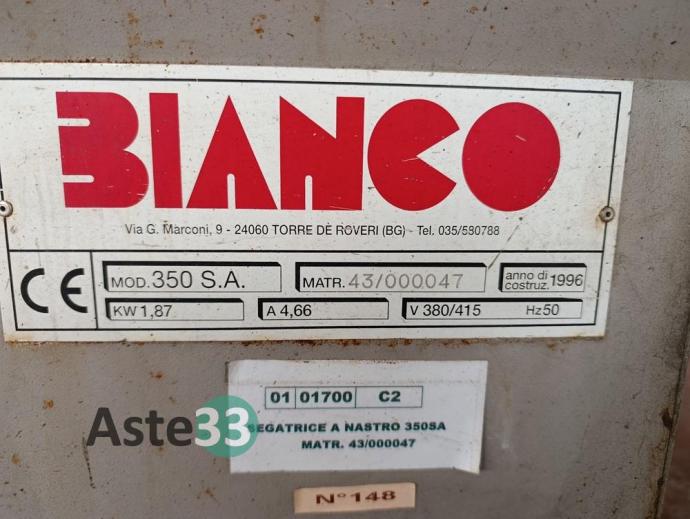 BIANCO
Via G. Marconi, 9 - 24060 TORRE DÈ ROVERI (BG) - Tel. 035/580788
CE
MOD. 350 S.A.
MATR. 43/000047
anno di costruz. 1996
KW 1,87
A 4,66
V 380/415 Hz 50
01 01700 C2
SEGATRICE A NASTRO 350SA
MATR. 43/000047
Aste33
N° 148